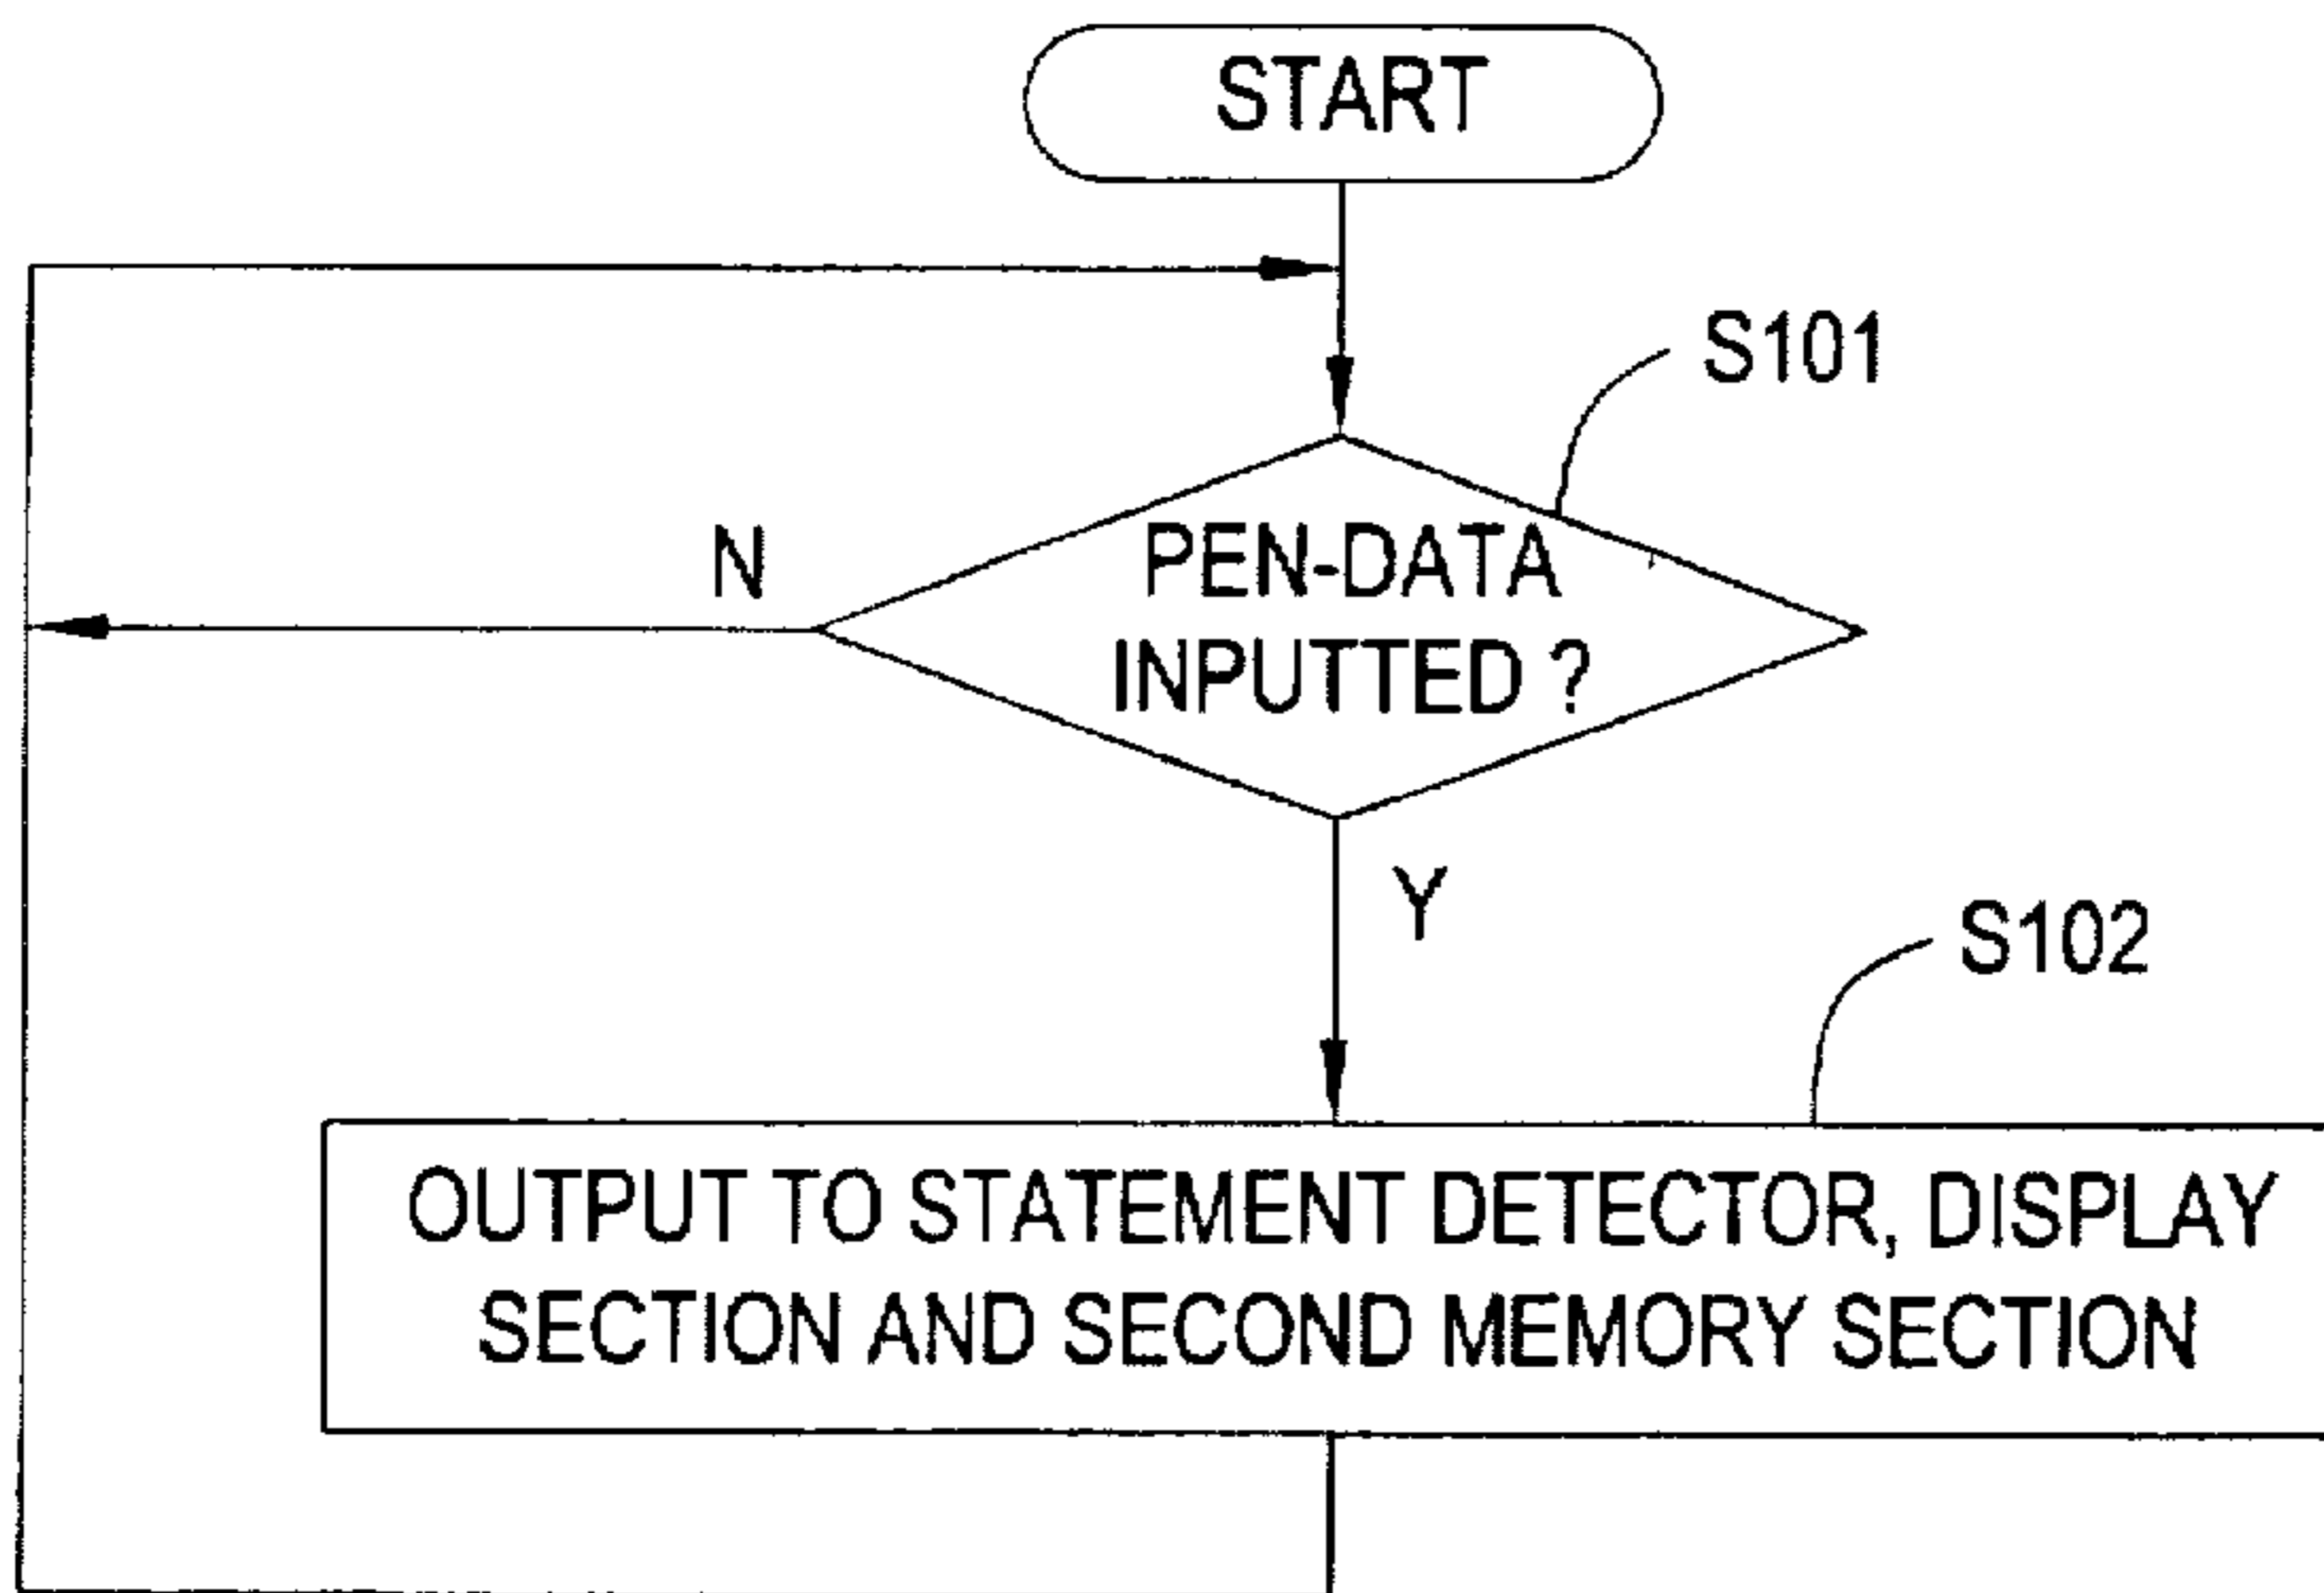 START
S101
N
PEN-DATA
INPUTTED ?
Y
S102
OUTPUT TO STATEMENT DETECTOR, DISPLAY
SECTION AND SECOND MEMORY SECTION